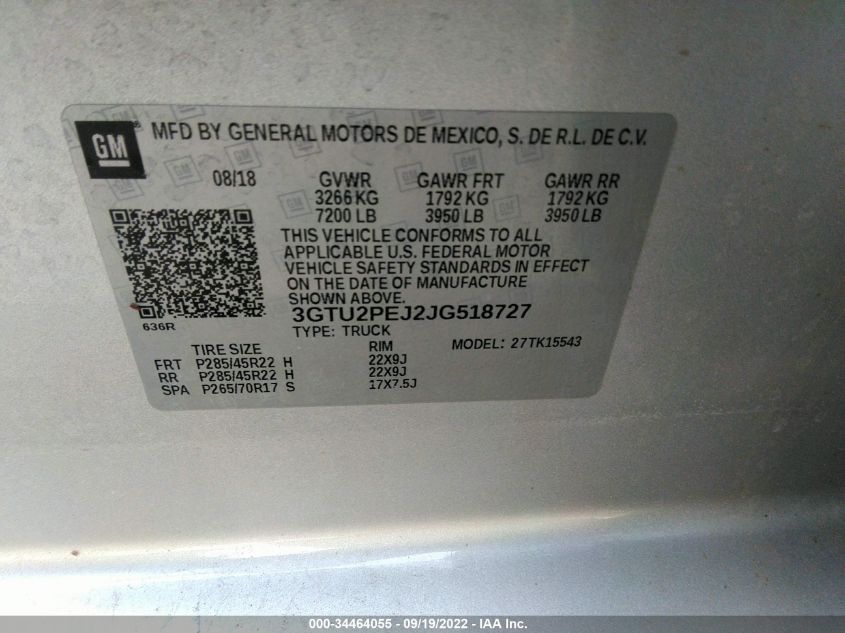 GM MFD BY GENERAL MOTORS DE MEXICO, S. DE R.L. DE C.V.
08/18 GVWR GAWR FRT GAWR RR
3266 KG 1792 KG 1792 KG
7200 LB 3950 LB 3950 LB
THIS VEHICLE CONFORMS TO ALL
APPLICABLE U.S. FEDERAL MOTOR
VEHICLE SAFETY STANDARDS IN EFFECT
ON THE DATE OF MANUFACTURE
SHOWN ABOVE.
636R 3GTU2PEJ2JG518727
TYPE: TRUCK
TIRE SIZE RIM MODEL: 27TK15543
FRT P285/45R22 H 22X9J
RR P285/45R22 H 22X9J
SPA P265/70R17 S 17X7.5J
000-34464055 - 09/19/2022 - IAA Inc.